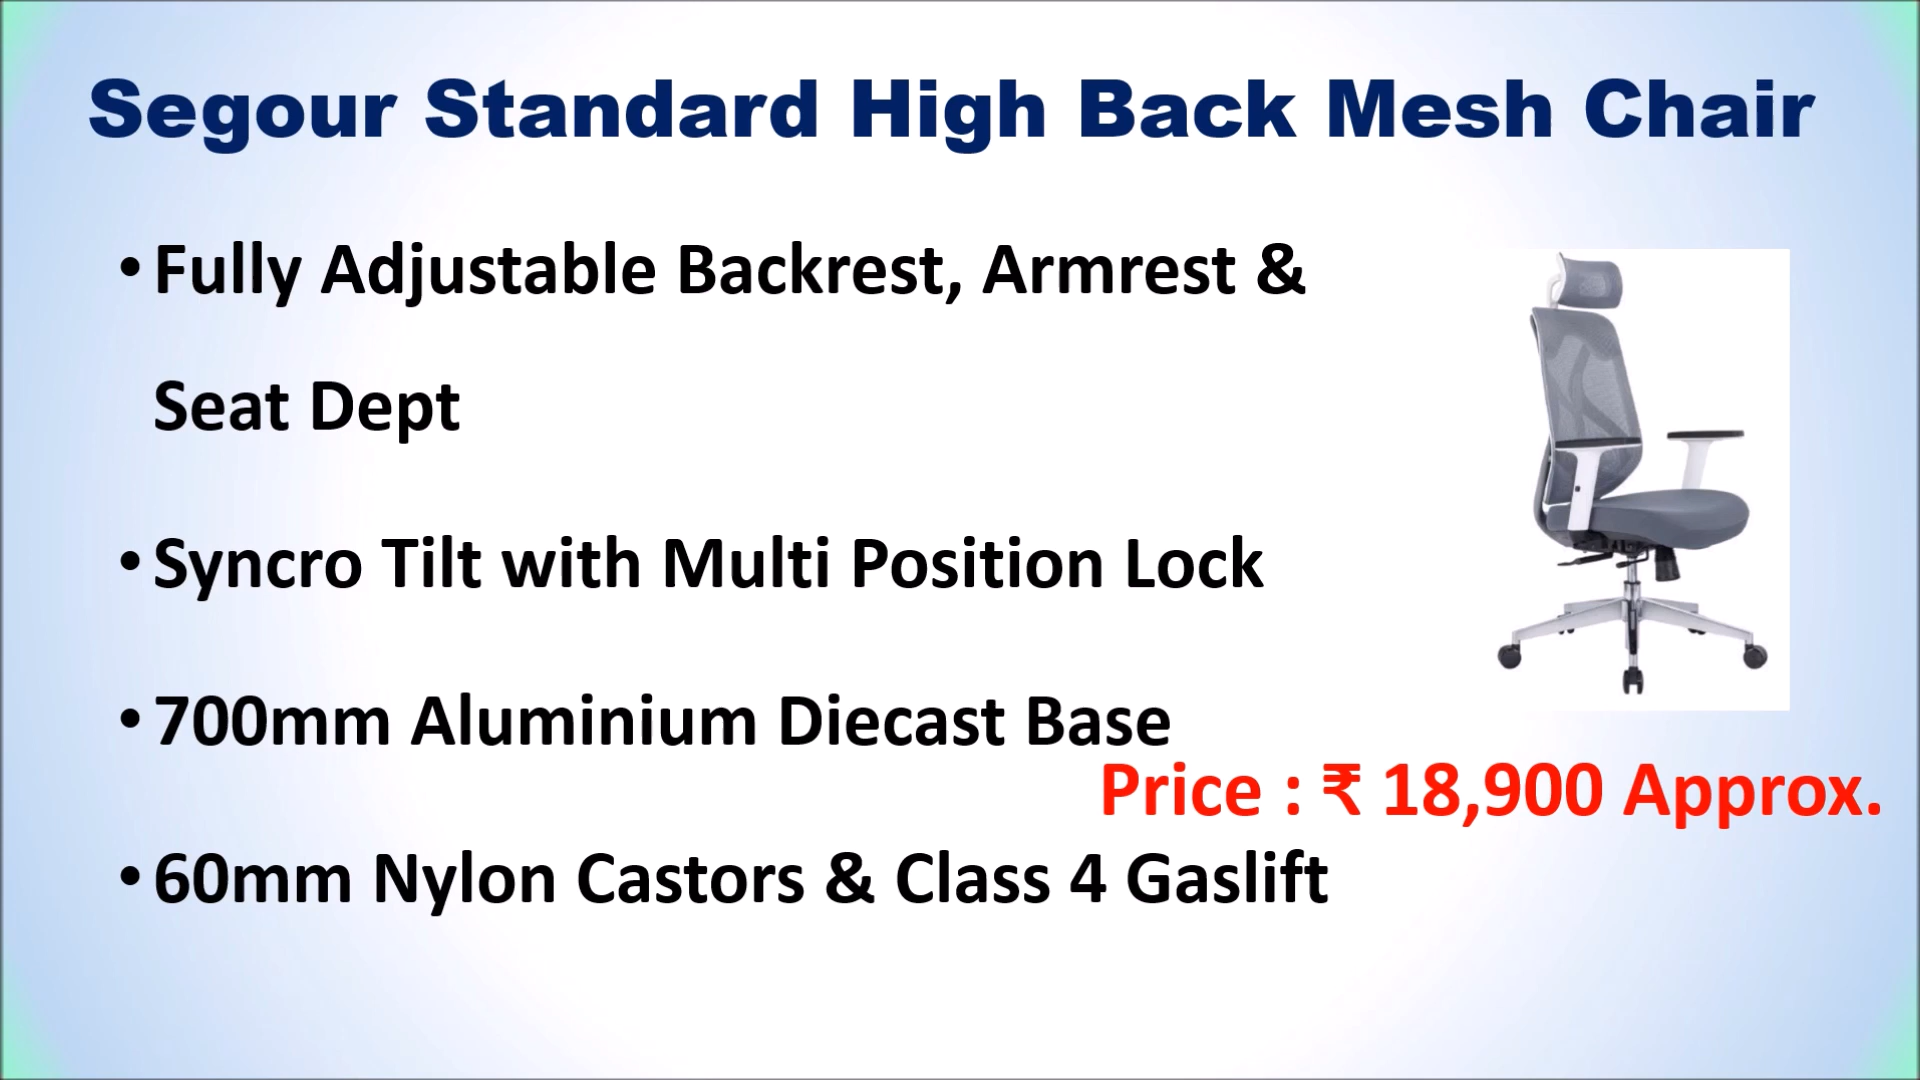 Segour Standard High Back Mesh Chair
•Fully Adjustable Backrest, Armrest &
Seat Dept
•Syncro Tilt with Multi Position Lock
•700mm Aluminium Diecast Base
Price : ₹ 18,900 Approx.
•60mm Nylon Castors & Class 4 Gaslift